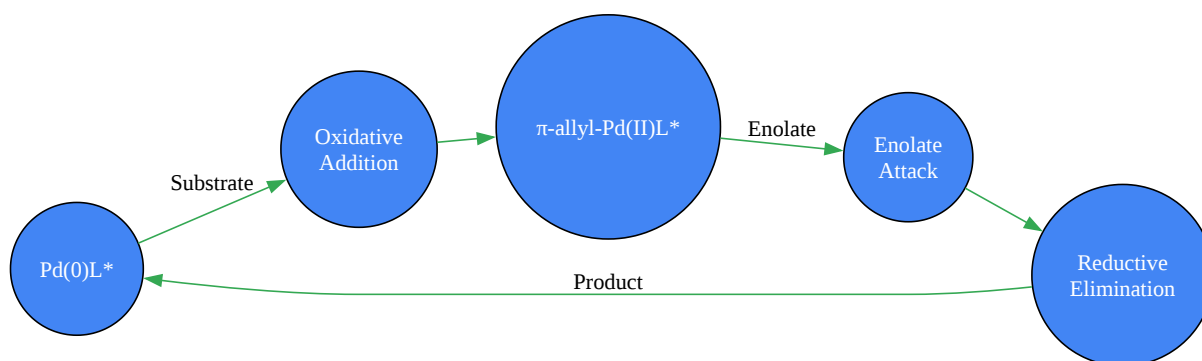 Pd(0)L*
Substrate
Oxidative
Addition
π-allyl-Pd(II)L*
Enolate
Enolate
Attack
Reductive
Elimination
Product